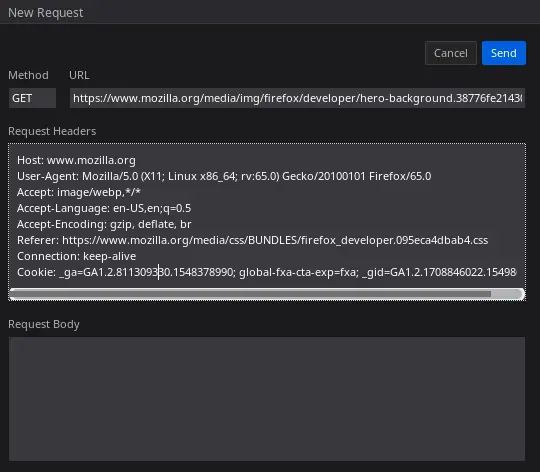 New Request
Cancel Send
Method URL
GET https://www.mozilla.org/media/img/firefox/developer/hero-background.38776fe2143
Request Headers
Host: www.mozilla.org
User-Agent: Mozilla/5.0 (X11; Linux x86_64; rv:65.0) Gecko/20100101 Firefox/65.0
Accept: image/webp,*/*
Accept-Language: en-US,en;q=0.5
Accept-Encoding: gzip, deflate, br
Referer: https://www.mozilla.org/media/css/BUNDLES/firefox_developer.095eca4dbab4.css
Connection: keep-alive
Cookie: _ga=GA1.2.811309330.1548378990; global-fxa-cta-exp=fxa; _gid=GA1.2.1708846022.15498
Request Body